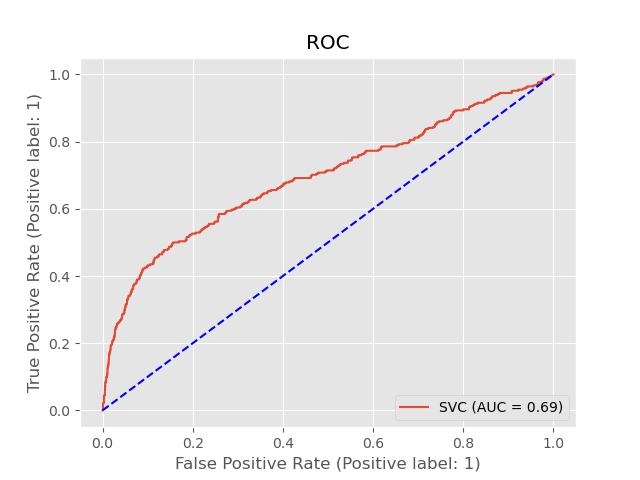 ROC
True Positive Rate (Positive label: 1)
1.0
0.8
0.6
0.4
0.2
0.0
SVC (AUC = 0.69)
0.0 0.2 0.4 0.6 0.8 1.0
False Positive Rate (Positive label: 1)